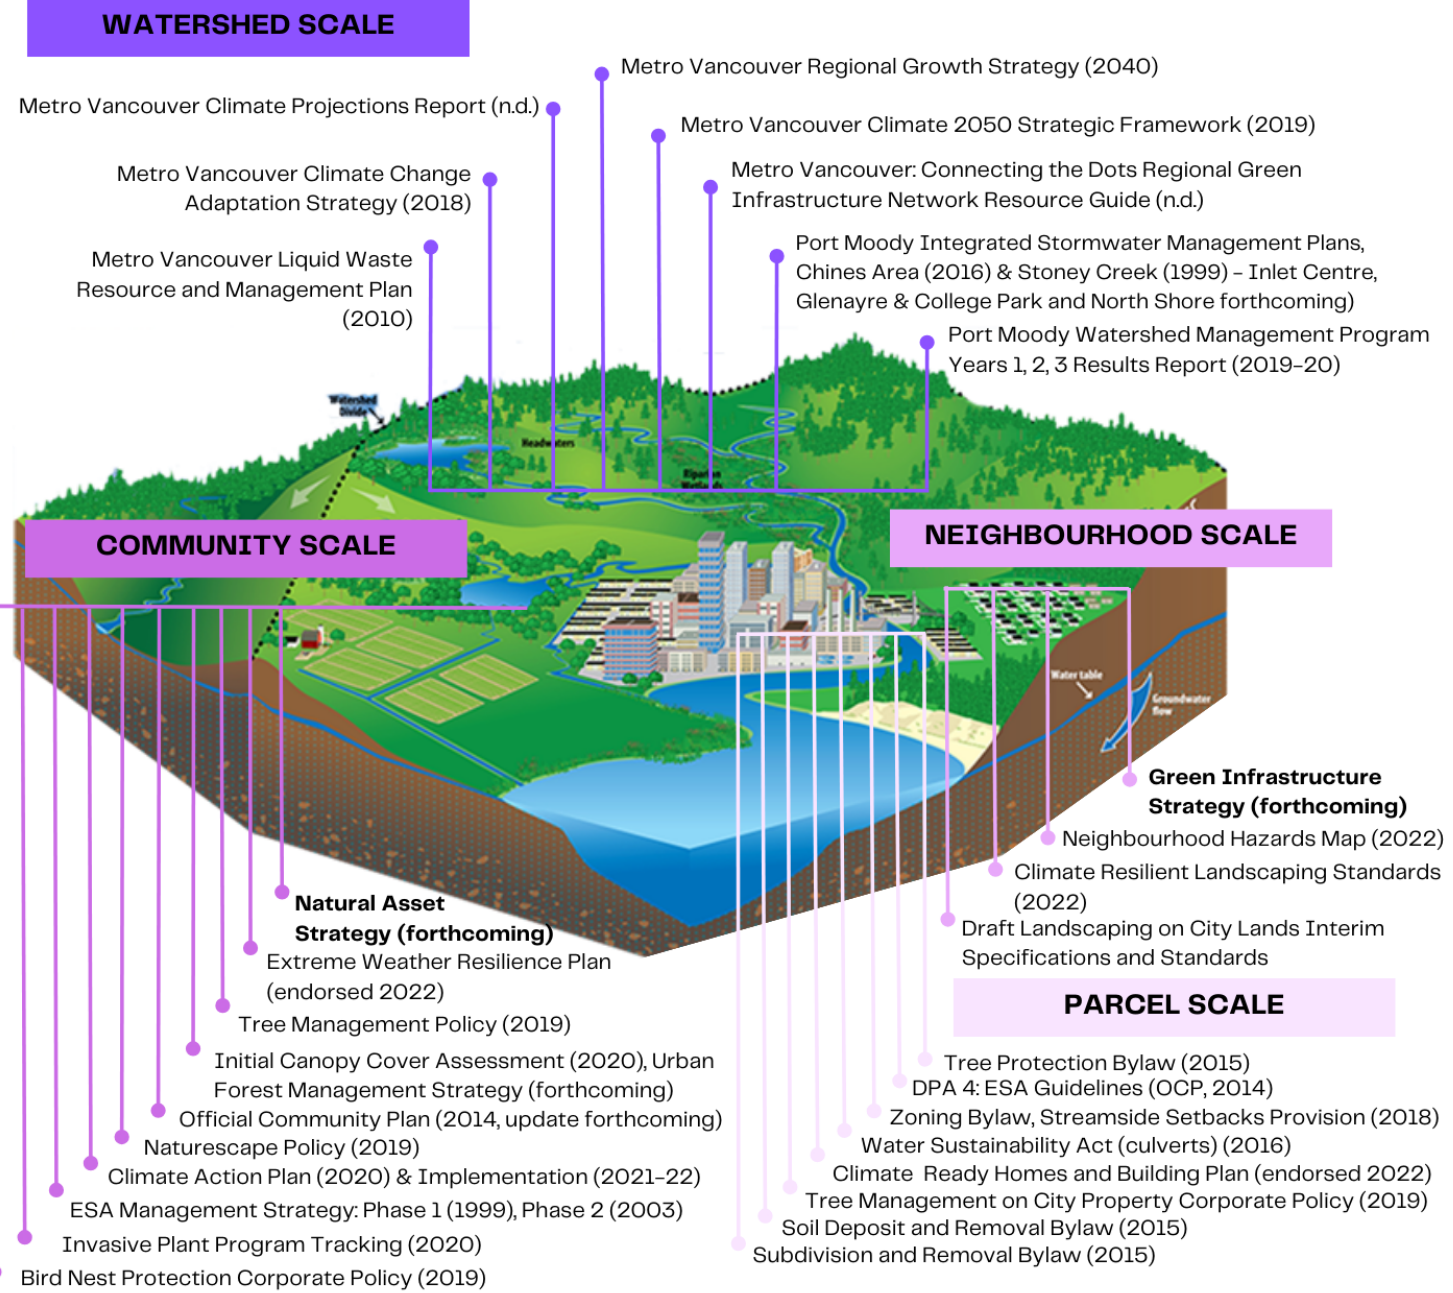 WATERSHED SCALE
Metro Vancouver Regional Growth Strategy (2040)
Metro Vancouver Climate Projections Report (n.d.)
Metro Vancouver Climate 2050 Strategic Framework (2019)
Metro Vancouver Climate Change
Adaptation Strategy (2018)
Metro Vancouver: Connecting the Dots Regional Green
Infrastructure Network Resource Guide (n.d.)
Metro Vancouver Liquid Waste
Resource and Management Plan
(2010)
Port Moody Integrated Stormwater Management Plans,
Chines Area (2016) & Stoney Creek (1999) - Inlet Centre,
Glenayre & College Park and North Shore forthcoming)
Port Moody Watershed Management Program
Years 1, 2, 3 Results Report (2019-20)
Watershed
Divide
Headwaters
Riparian
Wetlands
COMMUNITY SCALE
NEIGHBOURHOOD SCALE
Water table
Groundwater
flow
Green Infrastructure
Strategy (forthcoming)
Neighbourhood Hazards Map (2022)
Climate Resilient Landscaping Standards
(2022)
Draft Landscaping on City Lands Interim
Specifications and Standards
Natural Asset
Strategy (forthcoming)
Extreme Weather Resilience Plan
(endorsed 2022)
Tree Management Policy (2019)
Initial Canopy Cover Assessment (2020), Urban
Forest Management Strategy (forthcoming)
Official Community Plan (2014, update forthcoming)
Naturescape Policy (2019)
Climate Action Plan (2020) & Implementation (2021-22)
ESA Management Strategy: Phase 1 (1999), Phase 2 (2003)
Invasive Plant Program Tracking (2020)
Bird Nest Protection Corporate Policy (2019)
PARCEL SCALE
Tree Protection Bylaw (2015)
DPA 4: ESA Guidelines (OCP, 2014)
Zoning Bylaw, Streamside Setbacks Provision (2018)
Water Sustainability Act (culverts) (2016)
Climate Ready Homes and Building Plan (endorsed 2022)
Tree Management on City Property Corporate Policy (2019)
Soil Deposit and Removal Bylaw (2015)
Subdivision and Removal Bylaw (2015)